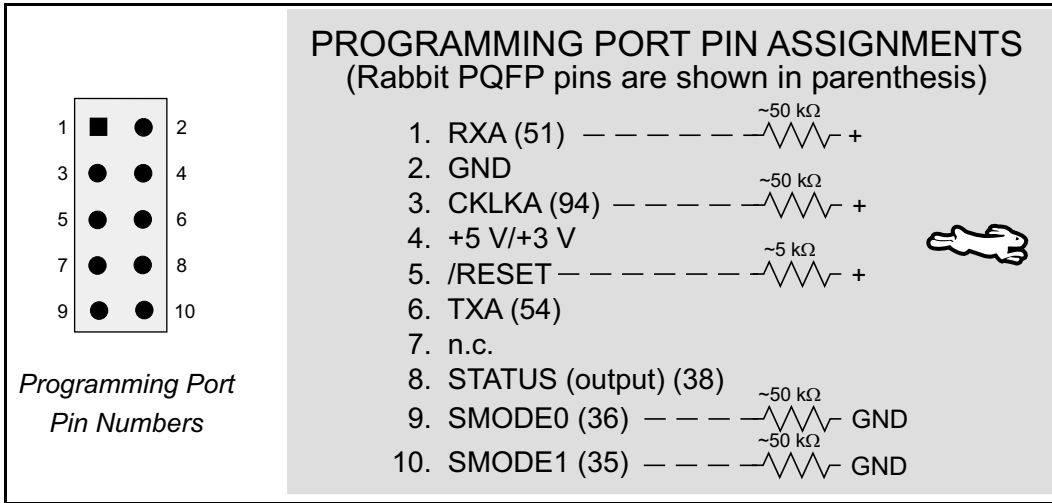 PROGRAMMING PORT PIN ASSIGNMENTS
(Rabbit PQFP pins are shown in parenthesis)
1 2
3 4
5 6
7 8
9 10
Programming Port
Pin Numbers
~50 kΩ
1. RXA (51) +
2. GND
~50 kΩ
3. CKLKA (94) +
4. +5 V/+3 V
~5 kΩ
5. /RESET +
6. TXA (54)
7. n.c.
8. STATUS (output) (38)
~50 kΩ
9. SMODE0 (36) GND
~50 kΩ
10. SMODE1 (35) GND